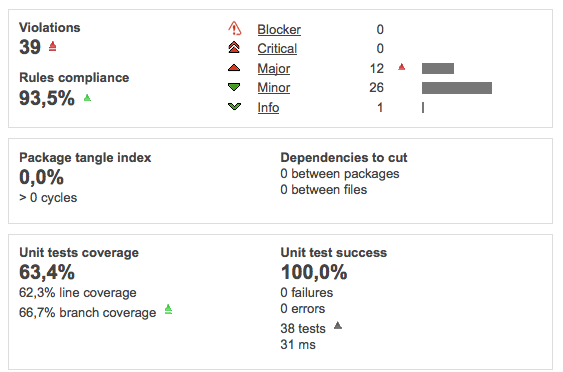 Violations
39
Rules compliance
93,5%
Blocker 0
Critical 0
Major 12
Minor 26
Info 1
Package tangle index
0,0%
> 0 cycles
Dependencies to cut
0 between packages
0 between files
Unit tests coverage
63,4%
62,3% line coverage
66,7% branch coverage
Unit test success
100,0%
0 failures
0 errors
38 tests
31 ms